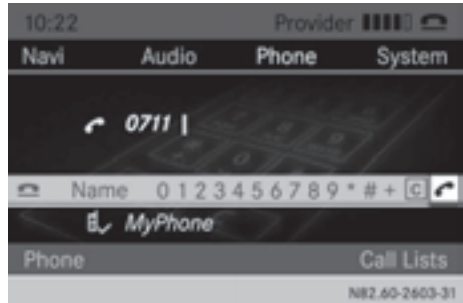 10:22 Provider
Navi Audio Phone System
0711
Name 0 1 2 3 4 5 6 7 8 9 * # + C
MyPhone
Phone Call Lists
N82.60-2603-31